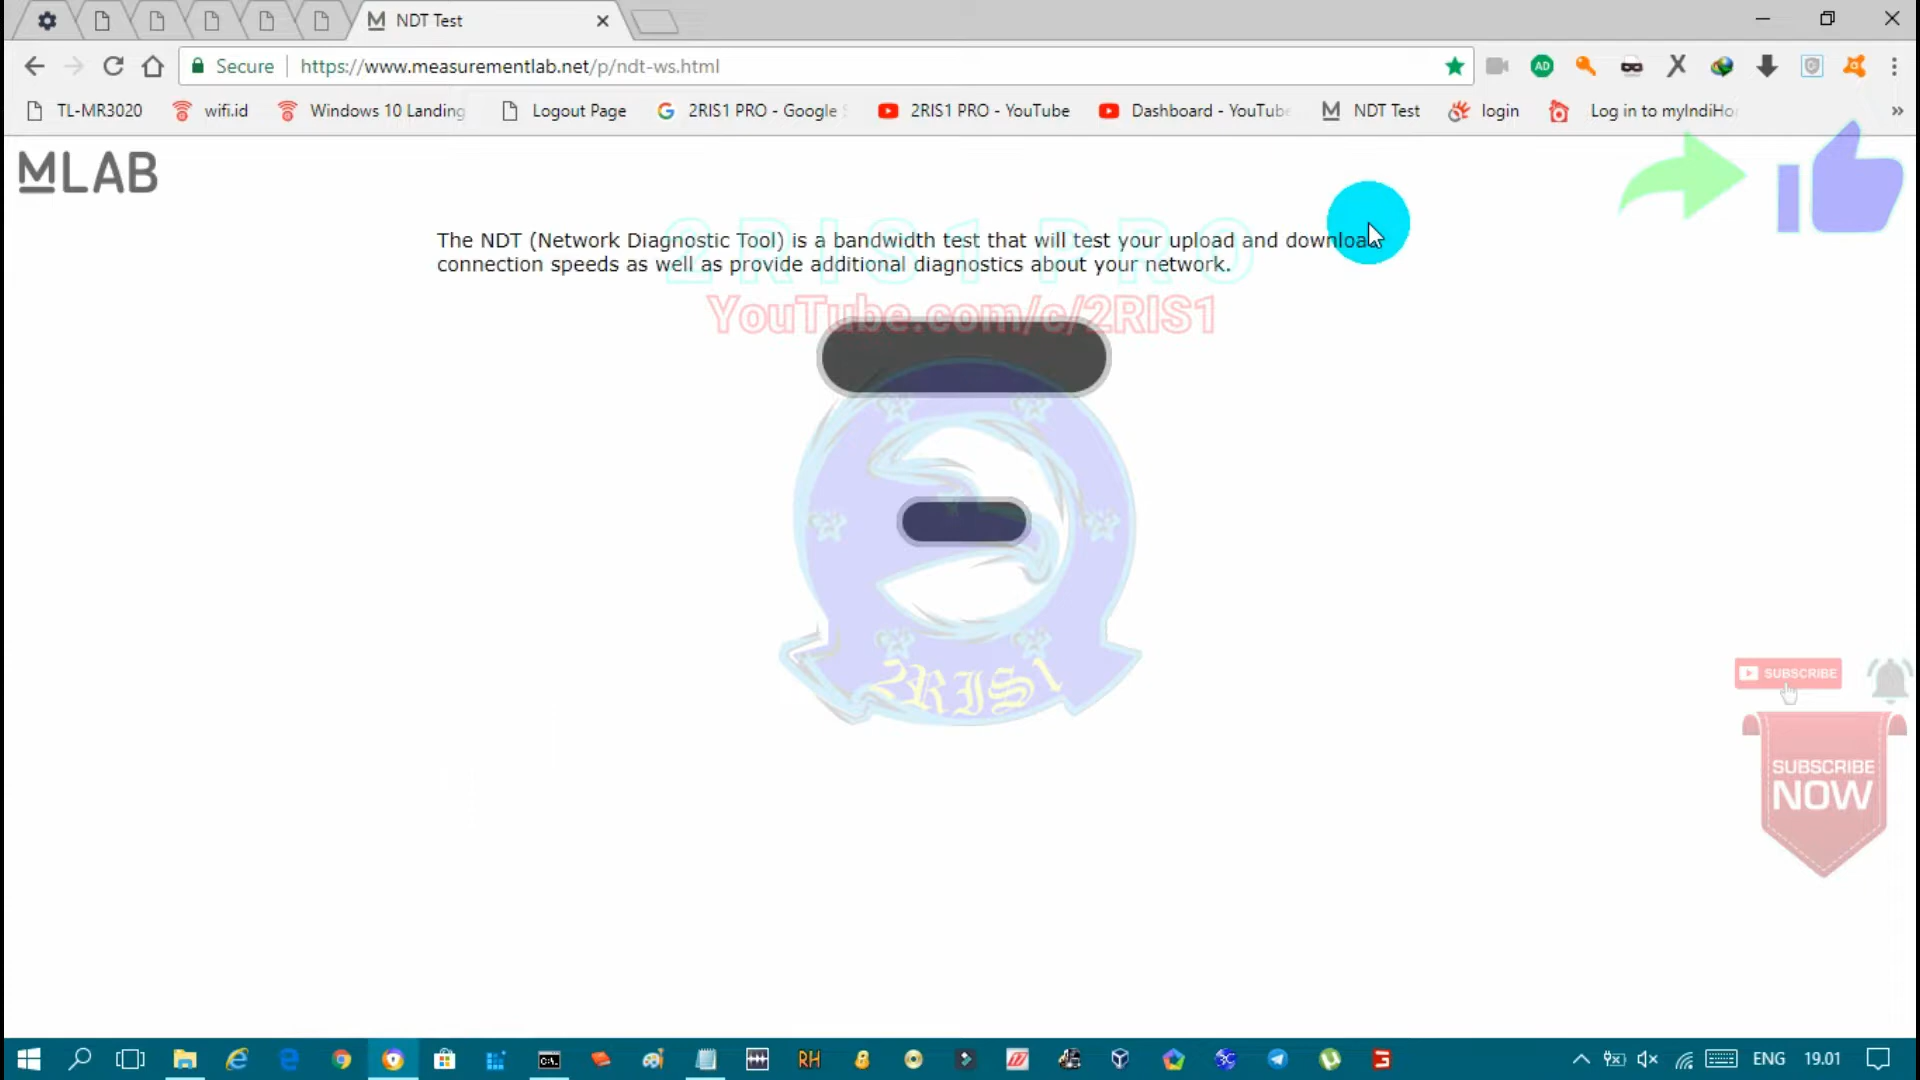 NDT Test
Secure
https://www.measurementlab.net/p/ndt-ws.html
AD
TL-MR3020
wifi.id
Windows 10 Landing
Logout Page
2RIS1 PRO - Google
2RIS1 PRO - YouTube
Dashboard - YouTube
NDT Test
login
Log in to myIndiHo
MLAB
2RIS1 PRO
The NDT (Network Diagnostic Tool) is a bandwidth test that will test your upload and download
connection speeds as well as provide additional diagnostics about your network.
YouTube.com/c/2RIS1
2RIS1
SUBSCRIBE
SUBSCRIBE
NOW
RH
ENG
19.01